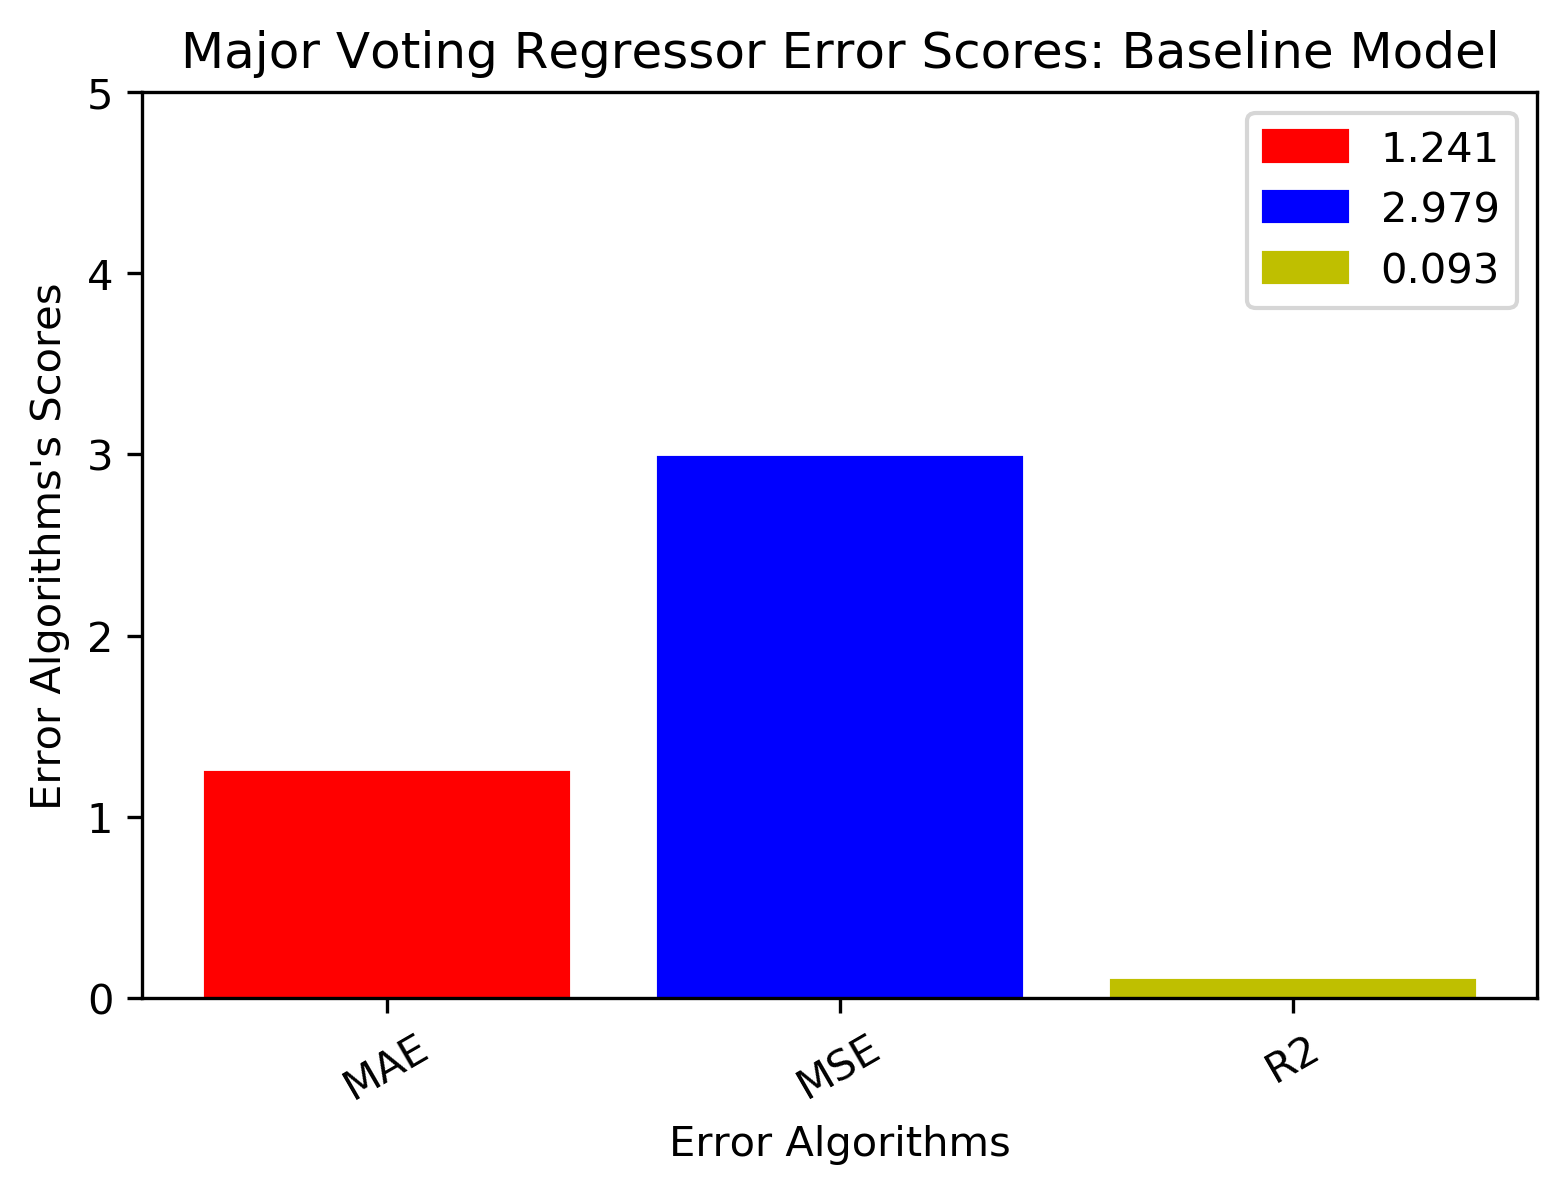 Major Voting Regressor Error Scores: Baseline Model
5
4
3
2
1
0
Error Algorithms's Scores
1.241
2.979
0.093
MAE
MSE
R2
Error Algorithms